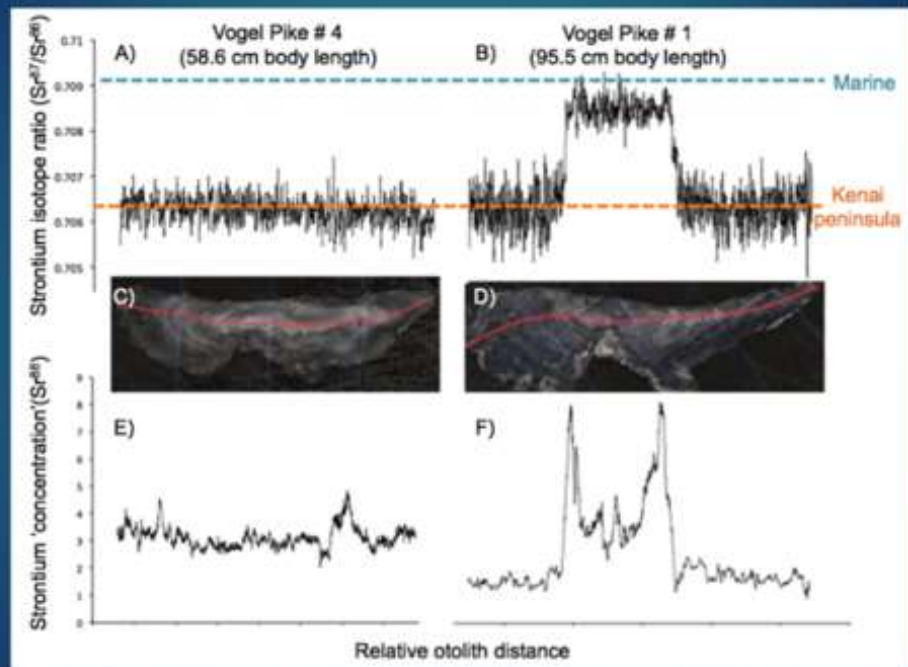 Vogel Pike # 4
(58.6 cm body length)
Vogel Pike # 1
(95.5 cm body length)
Strontium isotope ratio (Sr⁸⁷/Sr⁸⁶)
0.71
0.709
0.708
0.707
0.706
0.705
A)
B)
Marine
Kenai
peninsula
C)
D)
Strontium 'concentration'(Sr⁸⁸)
9
8
7
6
5
4
3
2
1
0
E)
F)
Relative otolith distance